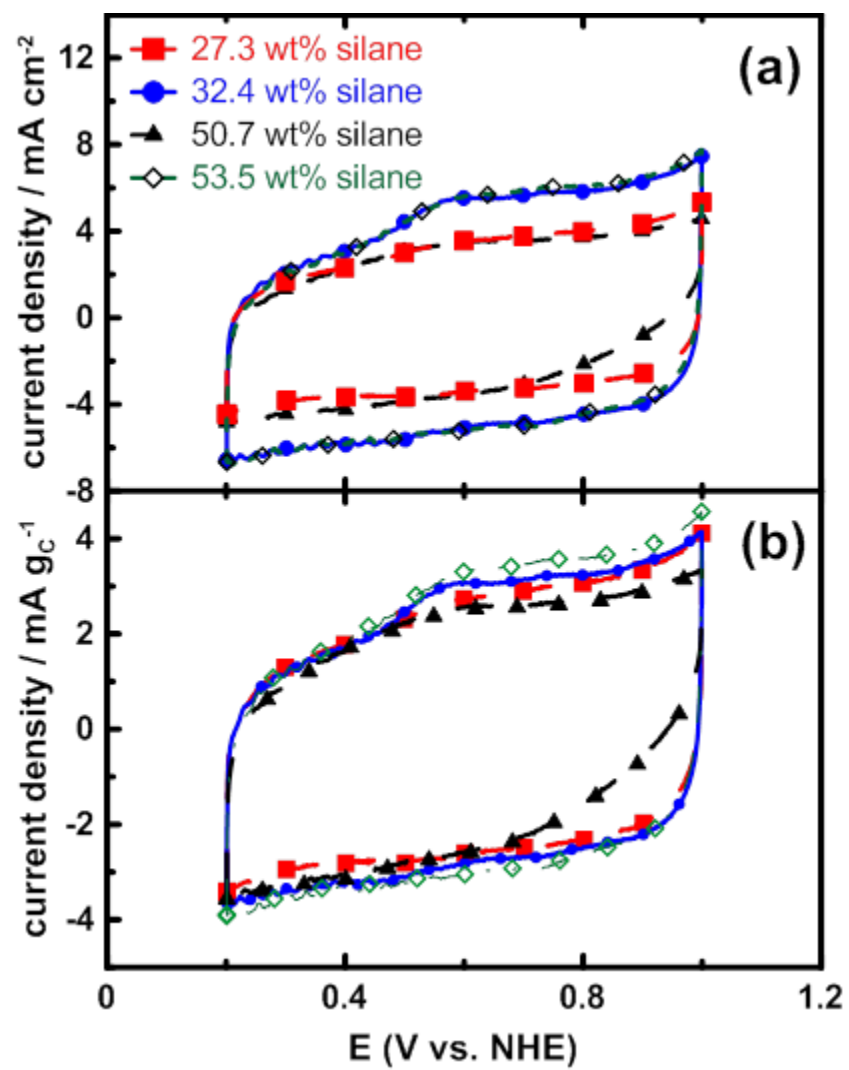 (a)
27.3 wt% silane
32.4 wt% silane
50.7 wt% silane
53.5 wt% silane
current density / mA cm⁻²
12
8
4
0
-4
-8
(b)
current density / mA g_C⁻¹
4
2
0
-2
-4
0 0.4 0.8 1.2
E (V vs. NHE)